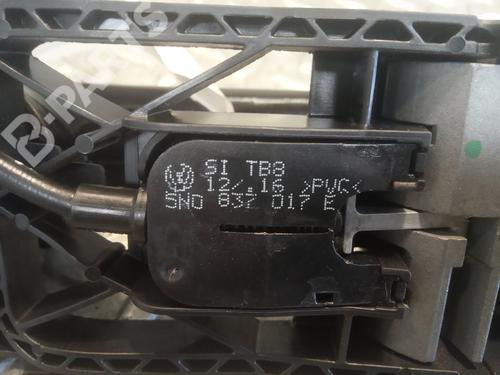 B-PARTS
SI TB8
12/.16 >PVC<
5N0 837 017 E